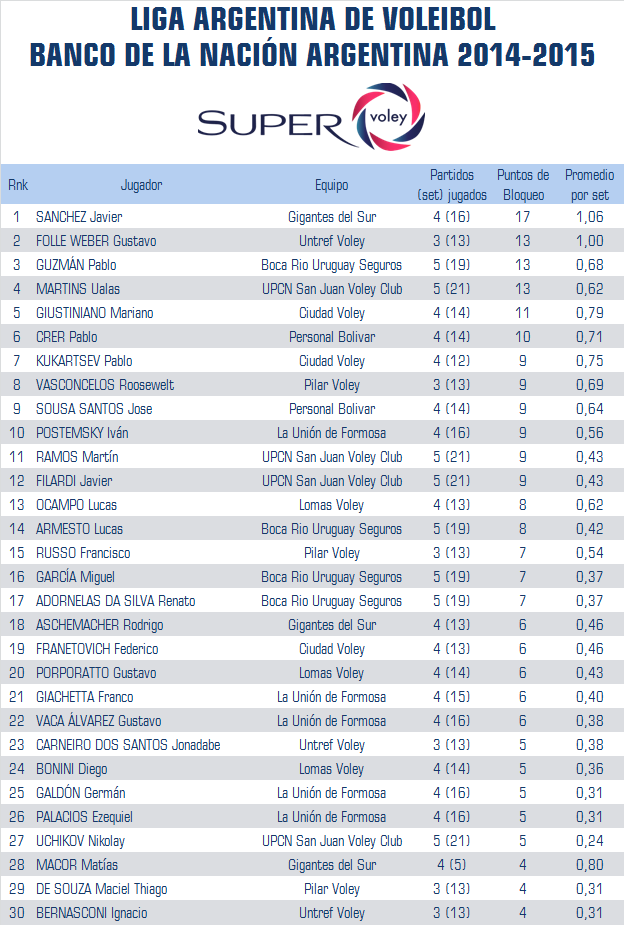 LIGA ARGENTINA DE VOLEIBOL
BANCO DE LA NACIÓN ARGENTINA 2014-2015
SUPER voley
Rnk Jugador Equipo Partidos (set) jugados Puntos de Bloqueo Promedio por set
1 SANCHEZ Javier Gigantes del Sur 4 (16) 17 1,06
2 FOLLE WEBER Gustavo Untref Voley 3 (13) 13 1,00
3 GUZMÁN Pablo Boca Rio Uruguay Seguros 5 (19) 13 0,68
4 MARTINS Ualas UPCN San Juan Voley Club 5 (21) 13 0,62
5 GIUSTINIANO Mariano Ciudad Voley 4 (14) 11 0,79
6 CRER Pablo Personal Bolivar 4 (14) 10 0,71
7 KUKARTSEV Pablo Ciudad Voley 4 (12) 9 0,75
8 VASCONCELOS Roosewelt Pilar Voley 3 (13) 9 0,69
9 SOUSA SANTOS Jose Personal Bolivar 4 (14) 9 0,64
10 POSTEMSKY Iván La Unión de Formosa 4 (16) 9 0,56
11 RAMOS Martín UPCN San Juan Voley Club 5 (21) 9 0,43
12 FILARDI Javier UPCN San Juan Voley Club 5 (21) 9 0,43
13 OCAMPO Lucas Lomas Voley 4 (13) 8 0,62
14 ARMESTO Lucas Boca Rio Uruguay Seguros 5 (19) 8 0,42
15 RUSSO Francisco Pilar Voley 3 (13) 7 0,54
16 GARCÍA Miguel Boca Rio Uruguay Seguros 5 (19) 7 0,37
17 ADORNELAS DA SILVA Renato Boca Rio Uruguay Seguros 5 (19) 7 0,37
18 ASCHEMACHER Rodrigo Gigantes del Sur 4 (13) 6 0,46
19 FRANETOVICH Federico Ciudad Voley 4 (13) 6 0,46
20 PORPORATTO Gustavo Lomas Voley 4 (14) 6 0,43
21 GIACHETTA Franco La Unión de Formosa 4 (15) 6 0,40
22 VACA ÁLVAREZ Gustavo La Unión de Formosa 4 (16) 6 0,38
23 CARNEIRO DOS SANTOS Jonadabe Untref Voley 3 (13) 5 0,38
24 BONINI Diego Lomas Voley 4 (14) 5 0,36
25 GALDÓN Germán La Unión de Formosa 4 (16) 5 0,31
26 PALACIOS Ezequiel La Unión de Formosa 4 (16) 5 0,31
27 UCHIKOV Nikolay UPCN San Juan Voley Club 5 (21) 5 0,24
28 MACOR Matías Gigantes del Sur 4 (5) 4 0,80
29 DE SOUZA Maciel Thiago Pilar Voley 3 (13) 4 0,31
30 BERNASCONI Ignacio Untref Voley 3 (13) 4 0,31